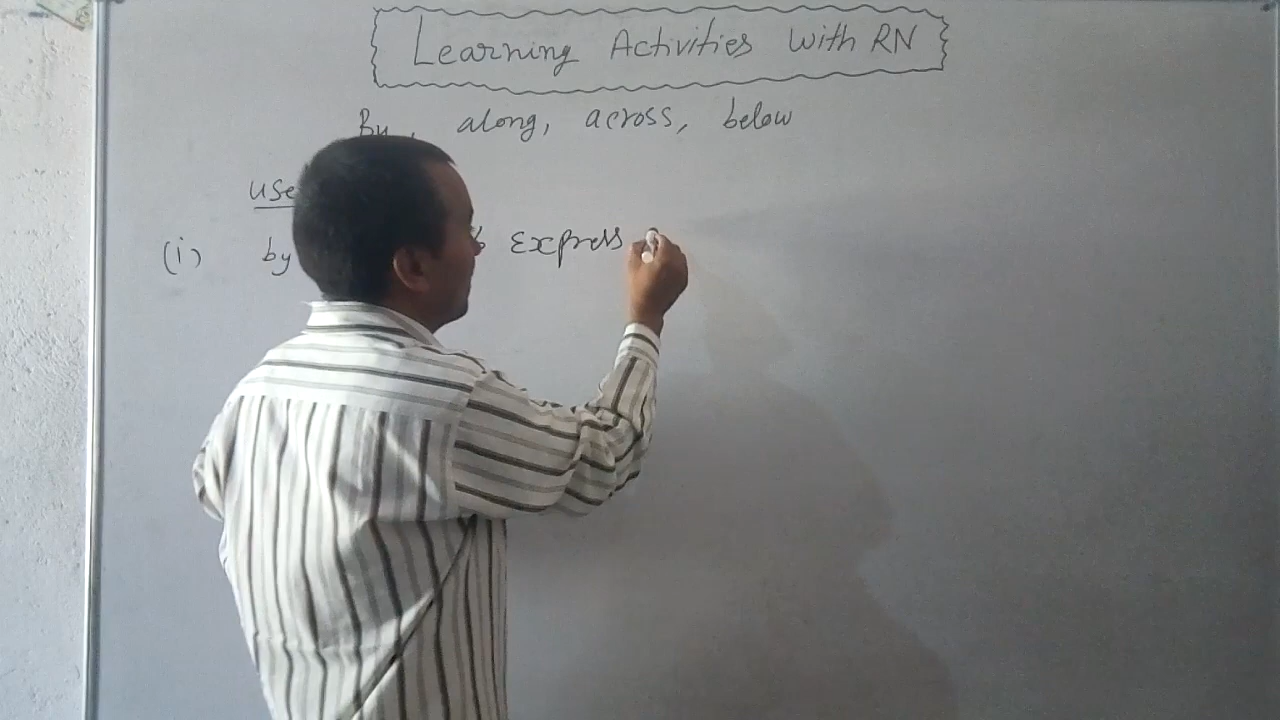 Learning Activities With RN
By, along, across, below
use
(i) by Express